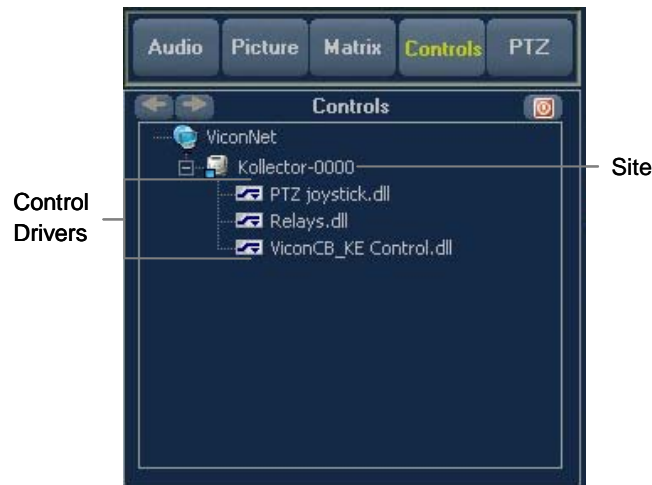 Audio Picture Matrix Controls PTZ
Controls
ViconNet
Kollector-0000
Site
PTZ joystick.dll
Relays.dll
ViconCB_KE Control.dll
Control
Drivers